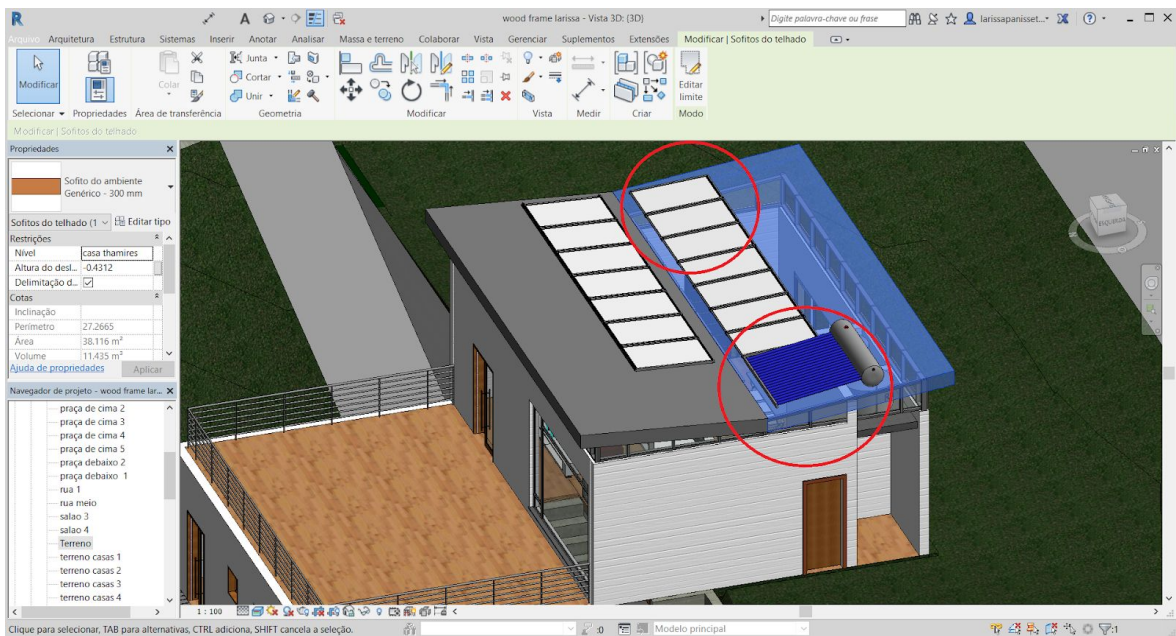 wood frame larissa - Vista 3D: {3D}
Digite palavra-chave ou frase
larissapanisset...
Arquivo Arquitetura Estrutura Sistemas Inserir Anotar Analisar Massa e terreno Colaborar Vista Gerenciar Suplementos Extensões Modificar | Sofitos do telhado
Modificar
Colar
Junta
Cortar
Unir
Editar limite
Selecionar Propriedades Área de transferência Geometria Modificar Vista Medir Criar Modo
Modificar | Sofitos do telhado
Propriedades
Sofito do ambiente
Genérico - 300 mm
Sofitos do telhado (1 Editar tipo
Restrições
Nível casa thamires
Altura do desl... -0.4312
Delimitação d...
Cotas
Inclinação
Perímetro 27.2665
Área 38.116 m²
Volume 11.435 m³
Ajuda de propriedades Aplicar
Navegador de projeto - wood frame lar...
praça de cima 2
praça de cima 3
praça de cima 4
praça de cima 5
praça debaixo 2
praça debaixo 1
rua 1
rua meio
salao 3
salao 4
Terreno
terreno casas 1
terreno casas 2
terreno casas 3
terreno casas 4
1 : 100
Clique para selecionar, TAB para alternativas, CTRL adiciona, SHIFT cancela a seleção.
:0
Modelo principal
:1